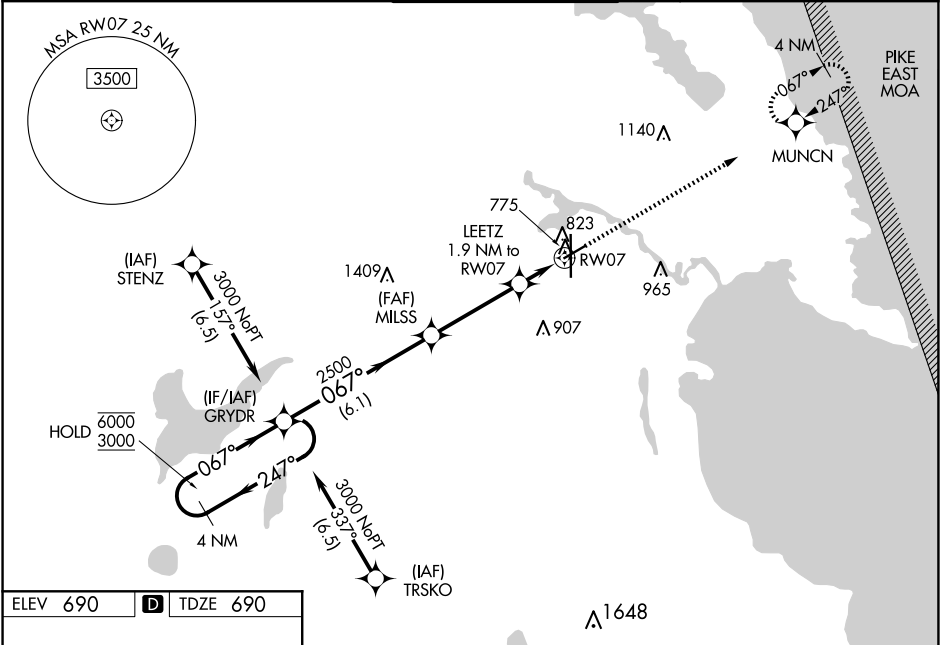 MSA RW07 25 NM
3500
4 NM
067°
247°
PIKE
EAST
MOA
MUNCN
1140
775
823
LEETZ
1.9 NM to
RW07
RW07
965
(IAF)
STENZ
3000 NoPT
157°
(6.5)
1409
(FAF)
MILSS
907
2500
067°
(6.1)
(IF/IAF)
GRYDR
HOLD
6000
3000
067°
247°
4 NM
3000 NoPT
337°
(6.5)
(IAF)
TRSKO
ELEV 690 D TDZE 690
1648